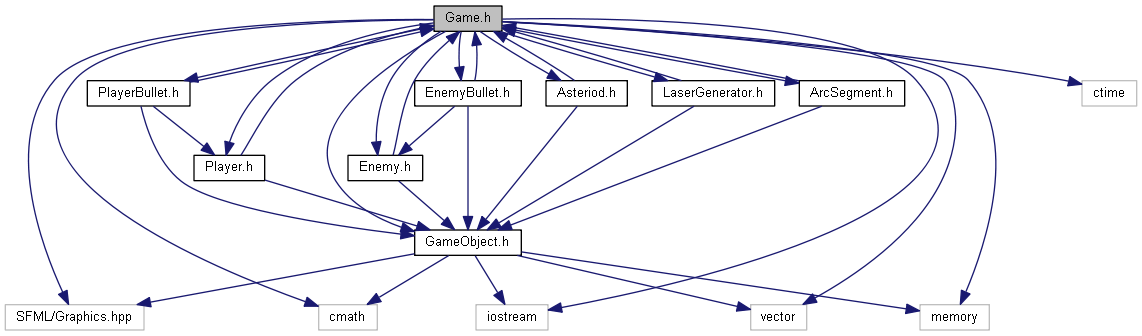 Game.h
PlayerBullet.h
EnemyBullet.h
Asteriod.h
LaserGenerator.h
ArcSegment.h
ctime
Player.h
Enemy.h
GameObject.h
SFML/Graphics.hpp
cmath
iostream
vector
memory